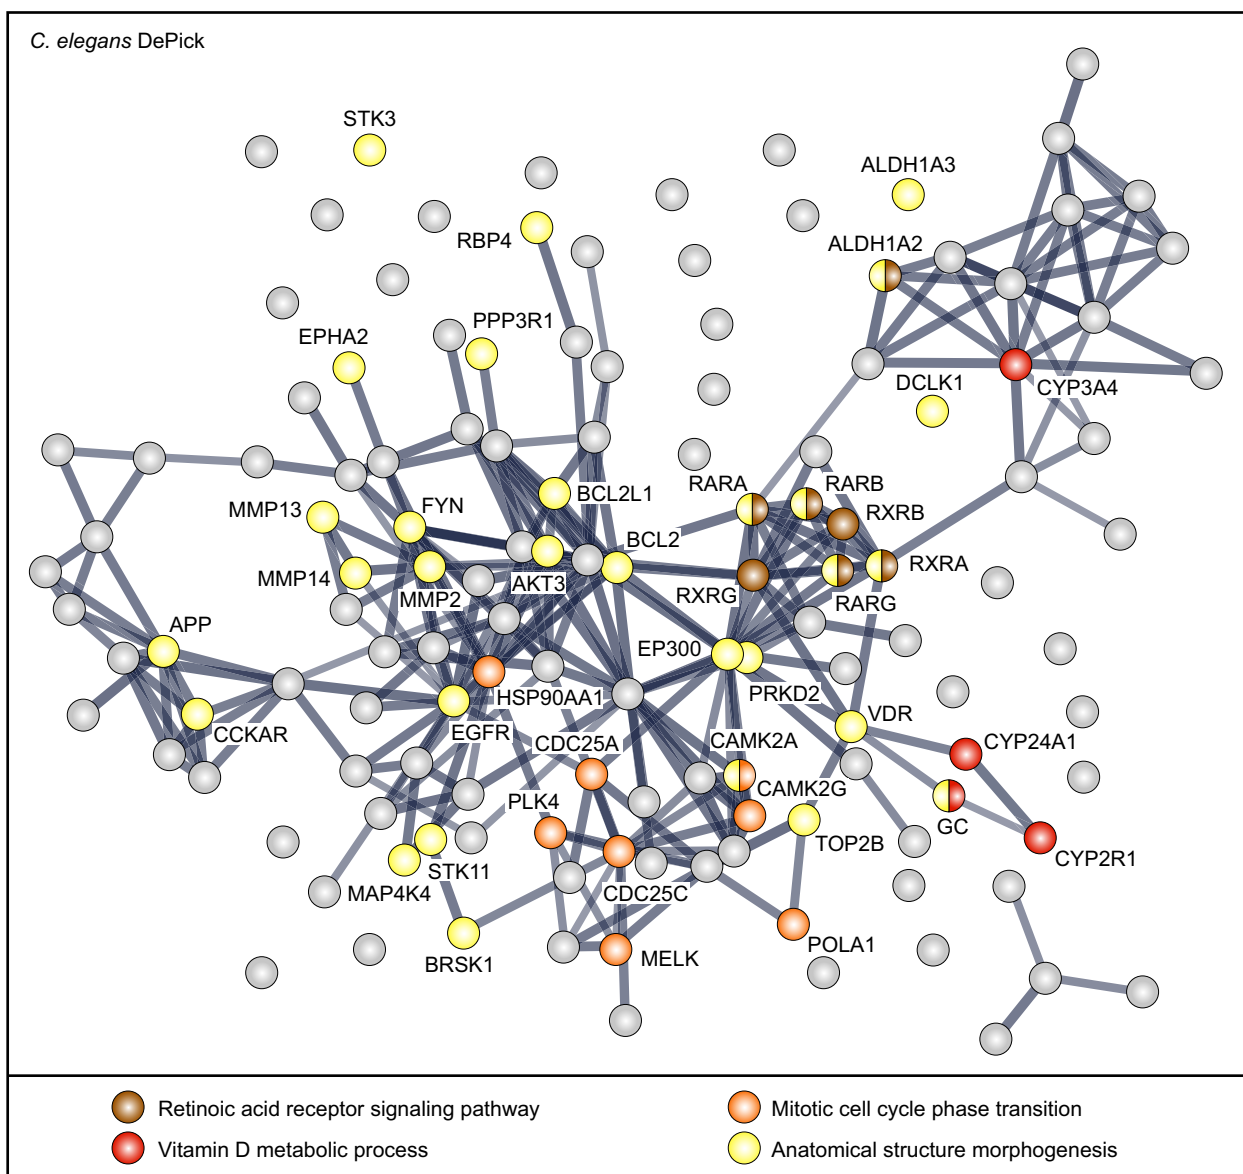 C. elegans DePick
STK3
ALDH1A3
RBP4
ALDH1A2
PPP3R1
EPHA2
DCLK1
CYP3A4
BCL2L1
RARA
RARB
MMP13
FYN
RXRB
BCL2
RXRA
MMP14
AKT3
MMP2
RXRG
RARG
APP
EP300
HSP90AA1
PRKD2
VDR
CCKAR
EGFR
CDC25A
CAMK2A
CYP24A1
CAMK2G
PLK4
GC
TOP2B
CYP2R1
STK11
MAP4K4
CDC25C
POLA1
BRSK1
MELK
Retinoic acid receptor signaling pathway
Mitotic cell cycle phase transition
Vitamin D metabolic process
Anatomical structure morphogenesis